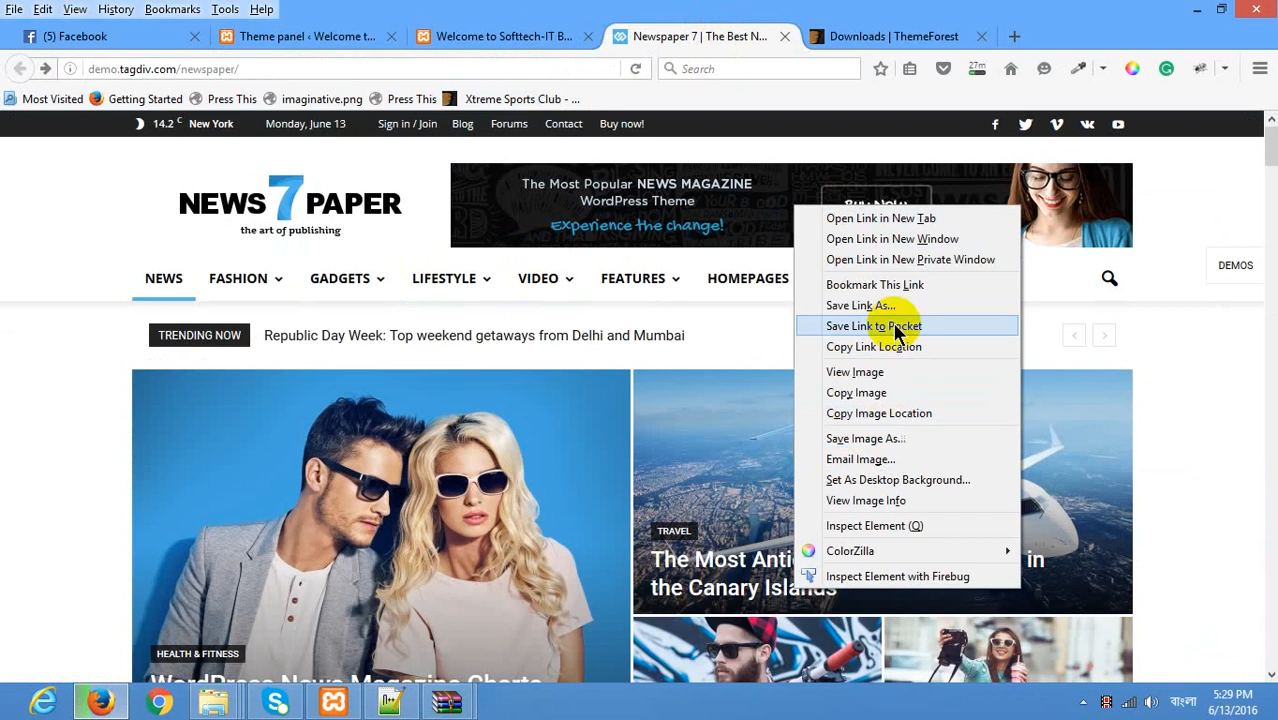 File Edit View History Bookmarks Tools Help
(5) Facebook
Theme panel ‹ Welcome t...
Welcome to Softtech-IT B...
Newspaper 7 | The Best N...
Downloads | ThemeForest
demo.tagdiv.com/newspaper/
Search
27m
Most Visited Getting Started Press This imaginative.png Press This Xtreme Sports Club - ...
14.2 C New York Monday, June 13 Sign in / Join Blog Forums Contact Buy now!
NEWS 7 PAPER
the art of publishing
The Most Popular NEWS MAGAZINE
WordPress Theme
Experience the change!
Open Link in New Tab
Open Link in New Window
Open Link in New Private Window
Bookmark This Link
Save Link As...
Save Link to Pocket
Copy Link Location
View Image
Copy Image
Copy Image Location
Save Image As...
Email Image...
Set As Desktop Background...
View Image Info
Inspect Element (Q)
ColorZilla
Inspect Element with Firebug
DEMOS
NEWS FASHION GADGETS LIFESTYLE VIDEO FEATURES HOMEPAGES
TRENDING NOW Republic Day Week: Top weekend getaways from Delhi and Mumbai
TRAVEL
The Most Anti in
the Canary Islands
HEALTH & FITNESS
WordPress News Magazine Charts
বাংলা
5:29 PM
6/13/2016